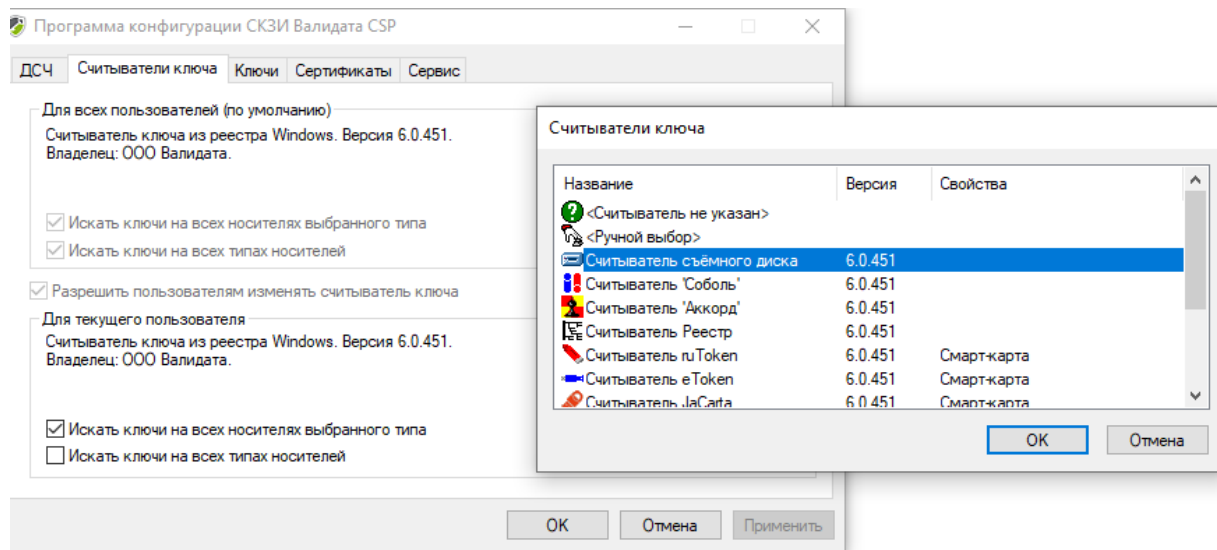 Программа конфигурации СКЗИ Валидата CSP
ДСЧ Считыватели ключа Ключи Сертификаты Сервис
Для всех пользователей (по умолчанию)
Считыватель ключа из реестра Windows. Версия 6.0.451.
Владелец: ООО Валидата.
Искать ключи на всех носителях выбранного типа
Искать ключи на всех типах носителей
Разрешить пользователям изменять считыватель ключа
Для текущего пользователя
Считыватель ключа из реестра Windows. Версия 6.0.451.
Владелец: ООО Валидата.
Искать ключи на всех носителях выбранного типа
Искать ключи на всех типах носителей
ОК Отмена Применить
Считыватели ключа
Название Версия Свойства
<Считыватель не указан>
<Ручной выбор>
Считыватель съёмного диска 6.0.451
Считыватель 'Соболь' 6.0.451
Считыватель 'Аккорд' 6.0.451
Считыватель Реестр 6.0.451
Считыватель ruToken 6.0.451 Смарт-карта
Считыватель eToken 6.0.451 Смарт-карта
Считыватель JaCarta 6.0.451 Смарт-карта
ОК Отмена